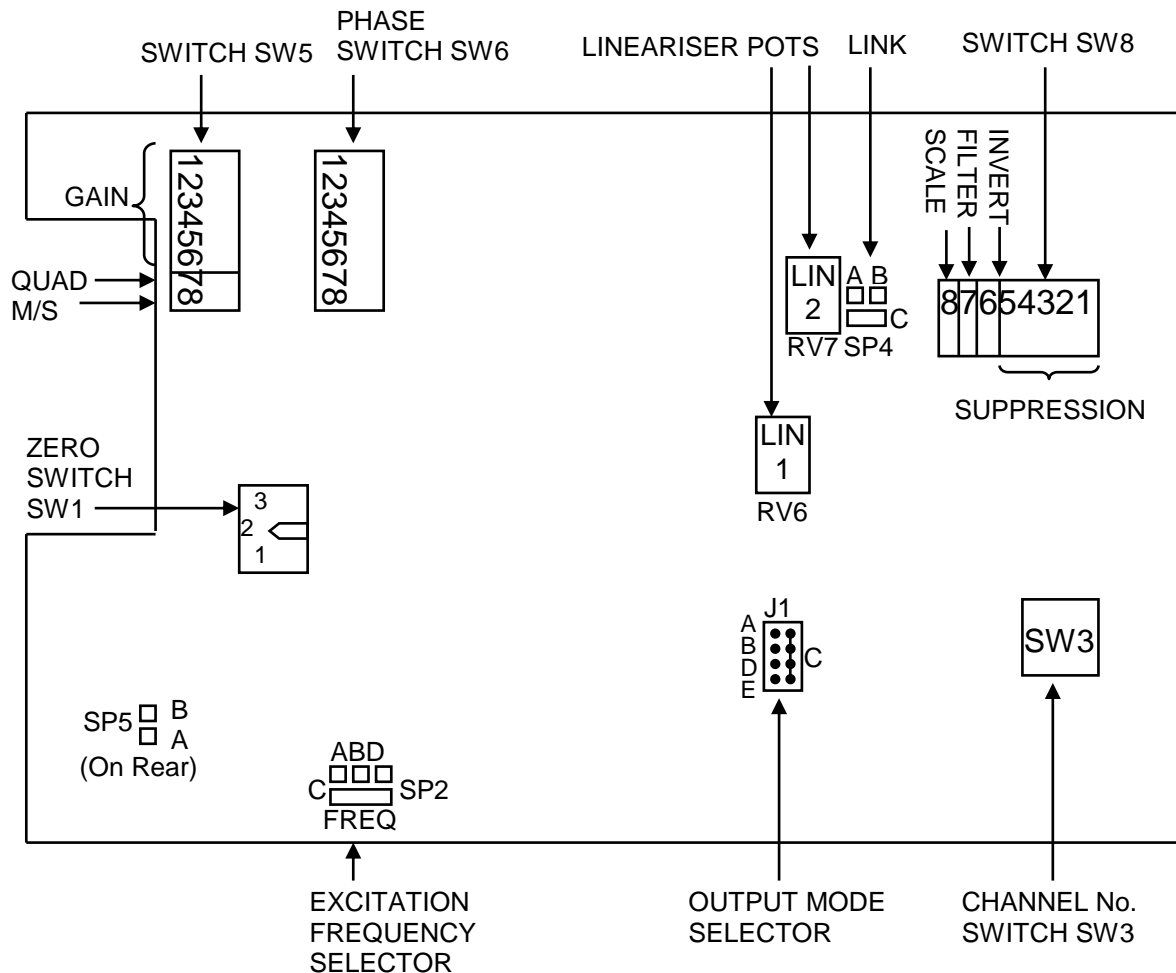 SWITCH SW5
PHASE
SWITCH SW6
LINEARISER POTS
LINK
SWITCH SW8
GAIN
12345678
12345678
QUAD
M/S
SCALE
FILTER
INVERT
LIN
2
RV7
A B
C
SP4
87654321
SUPPRESSION
LIN
1
RV6
ZERO
SWITCH
SW1
3
2
1
J1
A
B
D
E
C
SW3
SP5
B
A
(On Rear)
ABD
C
SP2
FREQ
EXCITATION
FREQUENCY
SELECTOR
OUTPUT MODE
SELECTOR
CHANNEL No.
SWITCH SW3